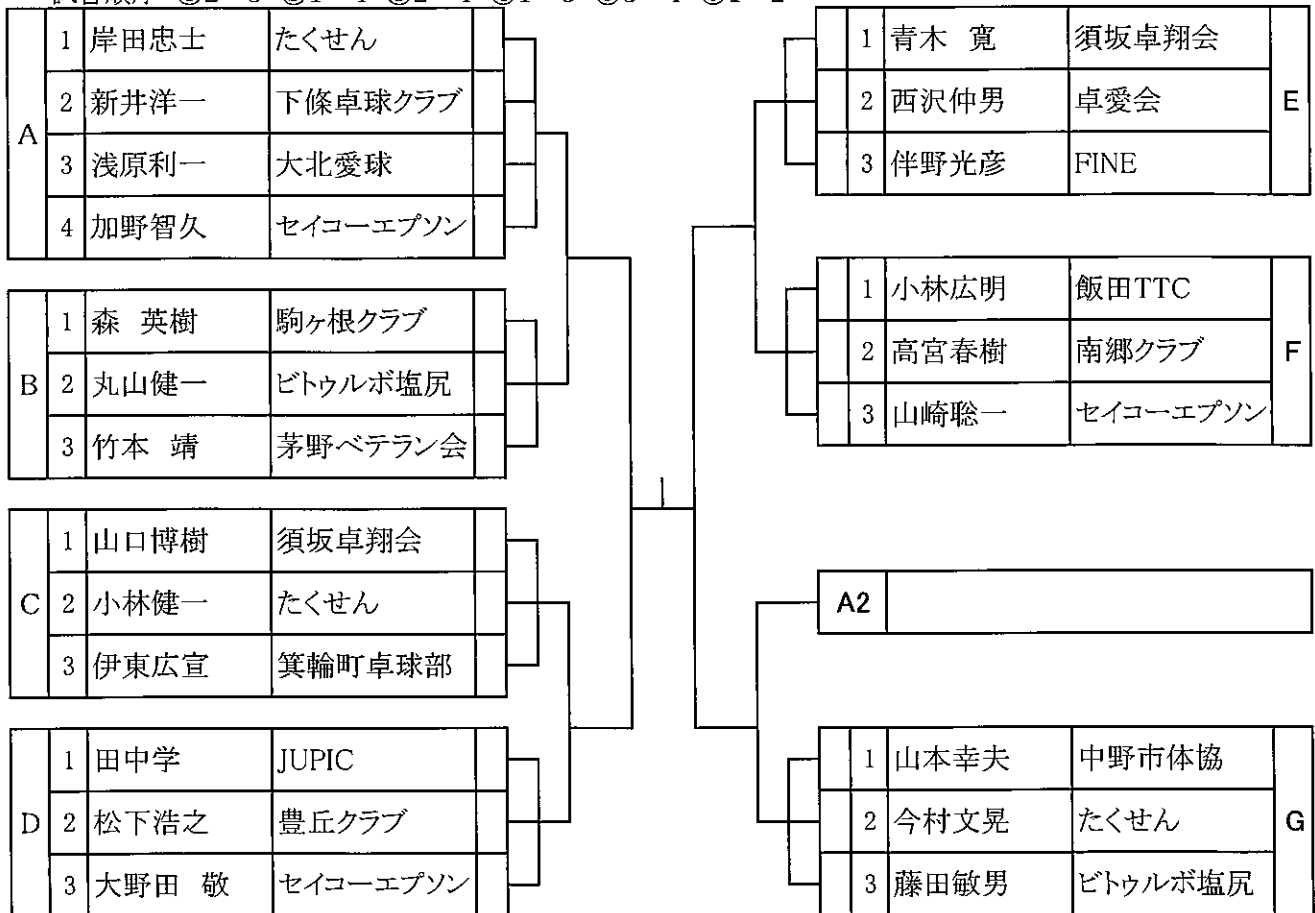 A
1 岸田忠士 たくせん
2 新井洋一 下條卓球クラブ
3 浅原利一 大北愛球
4 加野智久 セイコーエプソン
B
1 森 英樹 駒ヶ根クラブ
2 丸山健一 ビトゥルボ塩尻
3 竹本 靖 茅野ベテラン会
C
1 山口博樹 須坂卓翔会
2 小林健一 たくせん
3 伊東広宣 箕輪町卓球部
D
1 田中学 JUPIC
2 松下浩之 豊丘クラブ
3 大野田 敬 セイコーエプソン
E
1 青木 寛 須坂卓翔会
2 西沢仲男 卓愛会
3 伴野光彦 FINE
F
1 小林広明 飯田TTC
2 高宮春樹 南郷クラブ
3 山崎聡一 セイコーエプソン
A2
G
1 山本幸夫 中野市体協
2 今村文晃 たくせん
3 藤田敏男 ビトゥルボ塩尻